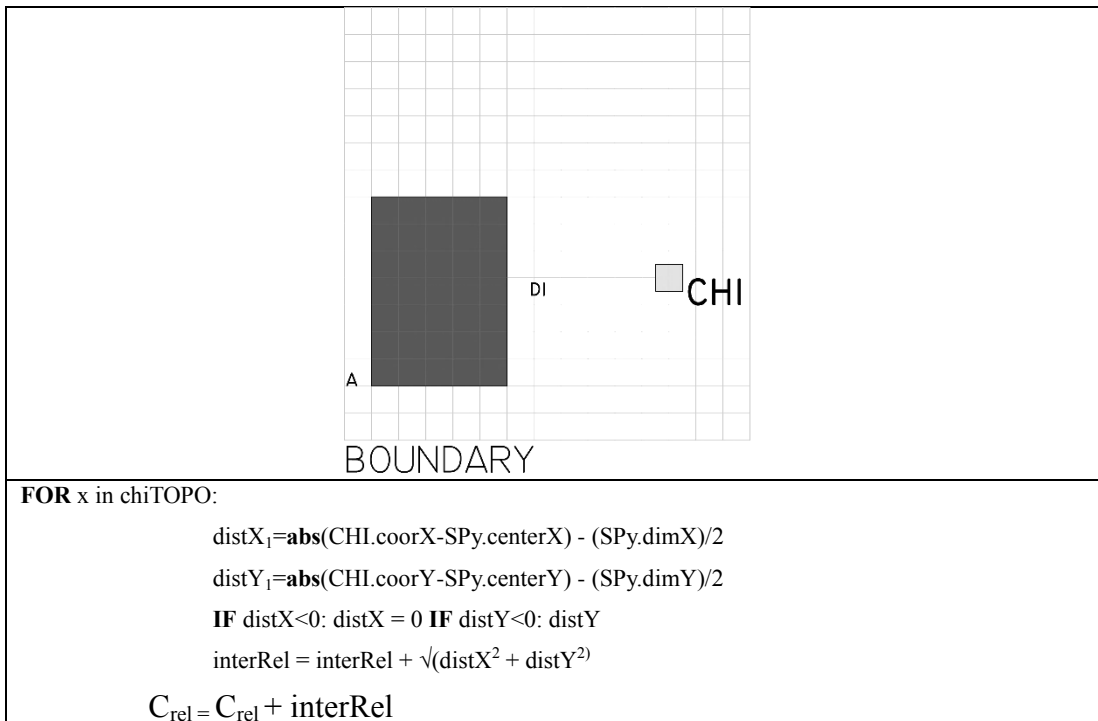 DI
CHI
A
BOUNDARY
FOR x in chiTOPO:
distX₁=abs(CHI.coorX-SPy.centerX) - (SPy.dimX)/2
distY₁=abs(CHI.coorY-SPy.centerY) - (SPy.dimY)/2
IF distX<0: distX = 0 IF distY<0: distY
interRel = interRel + √(distX² + distY²⁾
C_rel = C_rel + interRel